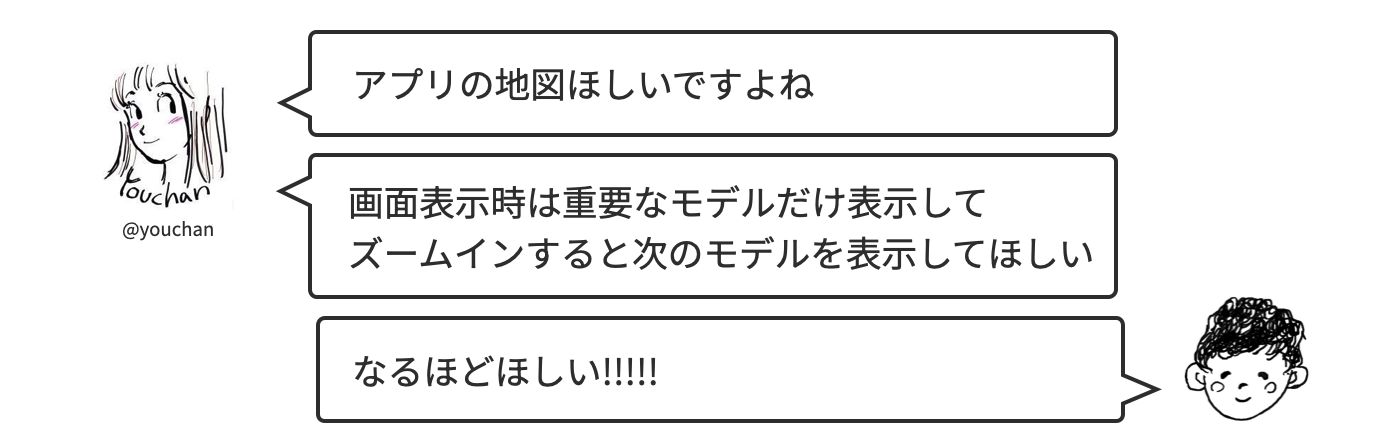 アプリの地図ほしいですよね
Youchan
@youchan
画面表示時は重要なモデルだけ表示して
ズームインすると次のモデルを表示してほしい
なるほどほしい!!!!!